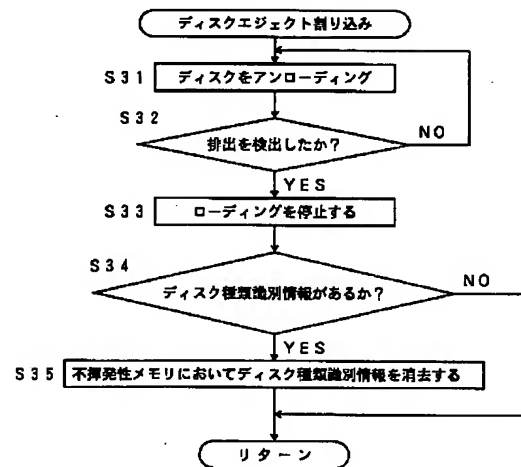 ディスクエジェクト割り込み
S31 ディスクをアンローディング
S32
排出を検出したか?
NO
YES
S33 ローディングを停止する
S34
ディスク種類識別情報があるか?
NO
YES
S35 不揮発性メモリにおいてディスク種類識別情報を消去する
リターン